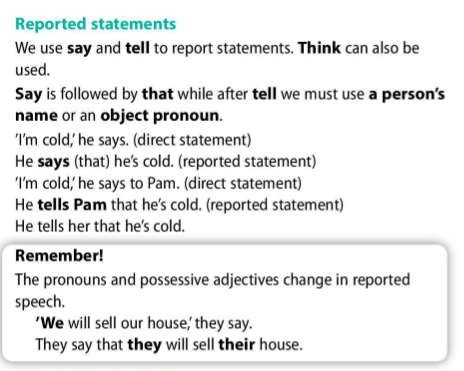 Reported statements
We use say and tell to report statements. Think can also be
used.
Say is followed by that while after tell we must use a person's
name or an object pronoun.
'I'm cold,' he says. (direct statement)
He says (that) he's cold. (reported statement)
'I'm cold,' he says to Pam. (direct statement)
He tells Pam that he's cold. (reported statement)
He tells her that he's cold.
Remember!
The pronouns and possessive adjectives change in reported
speech.
'We will sell our house,' they say.
They say that they will sell their house.